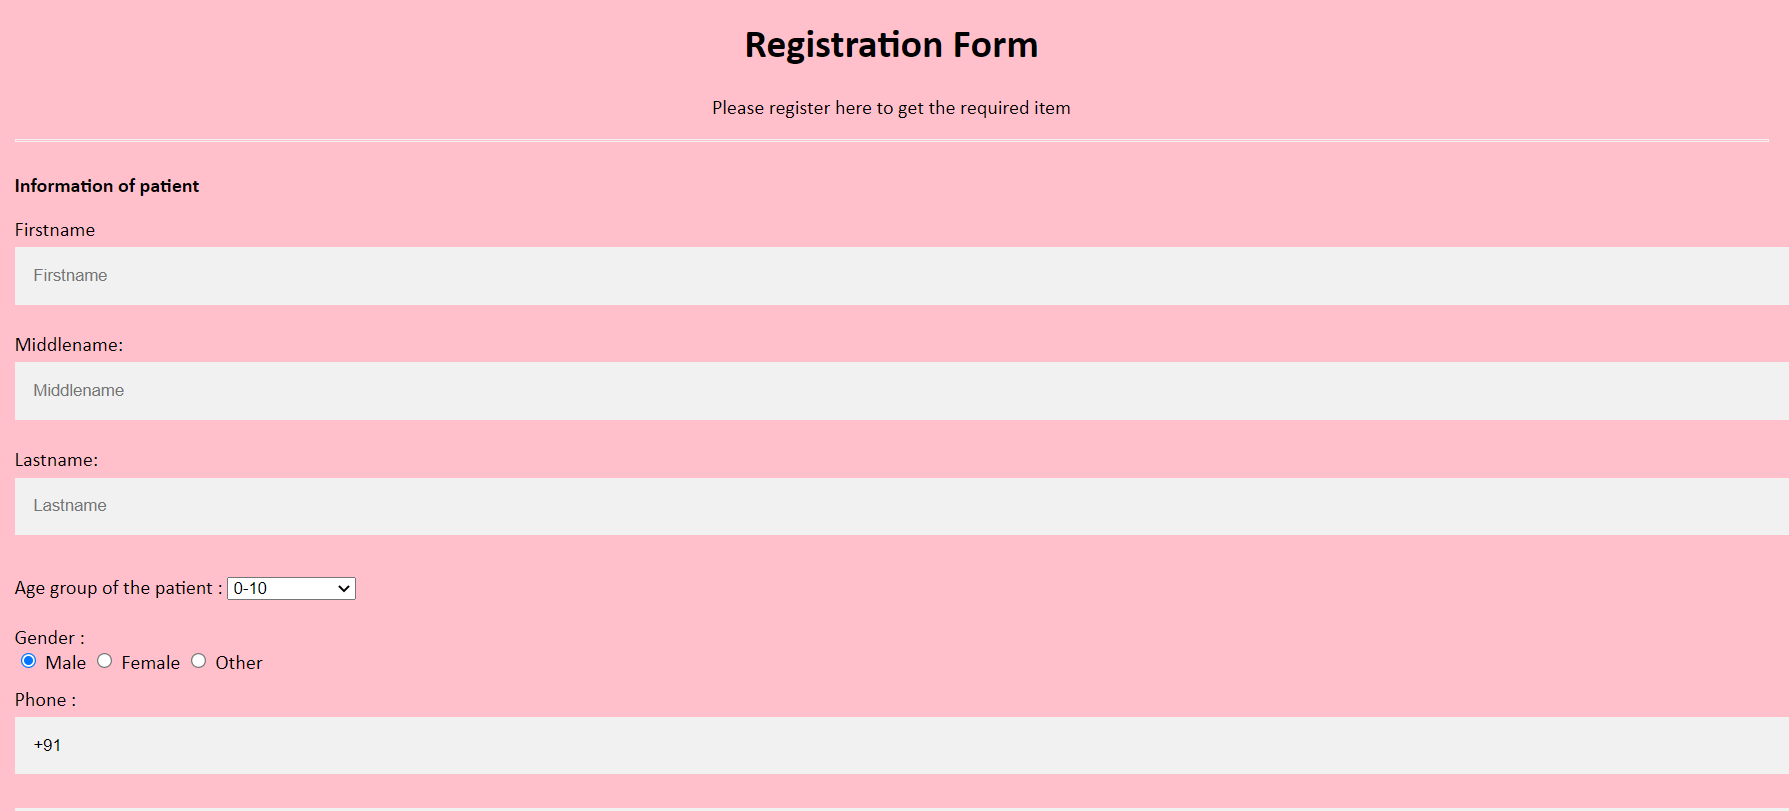 Registration Form
Please register here to get the required item
Information of patient
Firstname
Firstname
Middlename:
Middlename
Lastname:
Lastname
Age group of the patient : 0-10
Gender :
Male Female Other
Phone :
+91